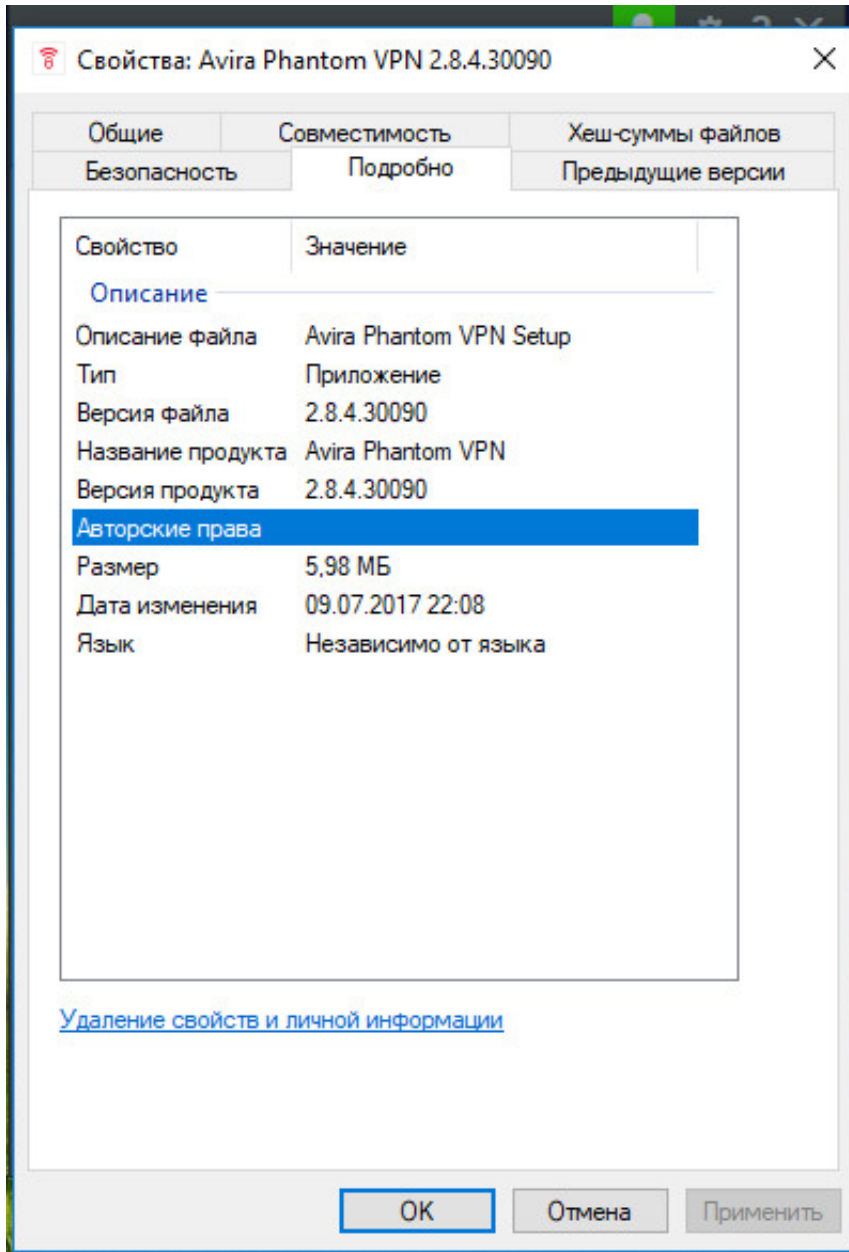 Свойства: Avira Phantom VPN 2.8.4.30090
Общие Совместимость Хеш-суммы файлов
Безопасность Подробно Предыдущие версии
Свойство Значение
Описание
Описание файла Avira Phantom VPN Setup
Тип Приложение
Версия файла 2.8.4.30090
Название продукта Avira Phantom VPN
Версия продукта 2.8.4.30090
Авторские права
Размер 5,98 МБ
Дата изменения 09.07.2017 22:08
Язык Независимо от языка
Удаление свойств и личной информации
OK Отмена Применить